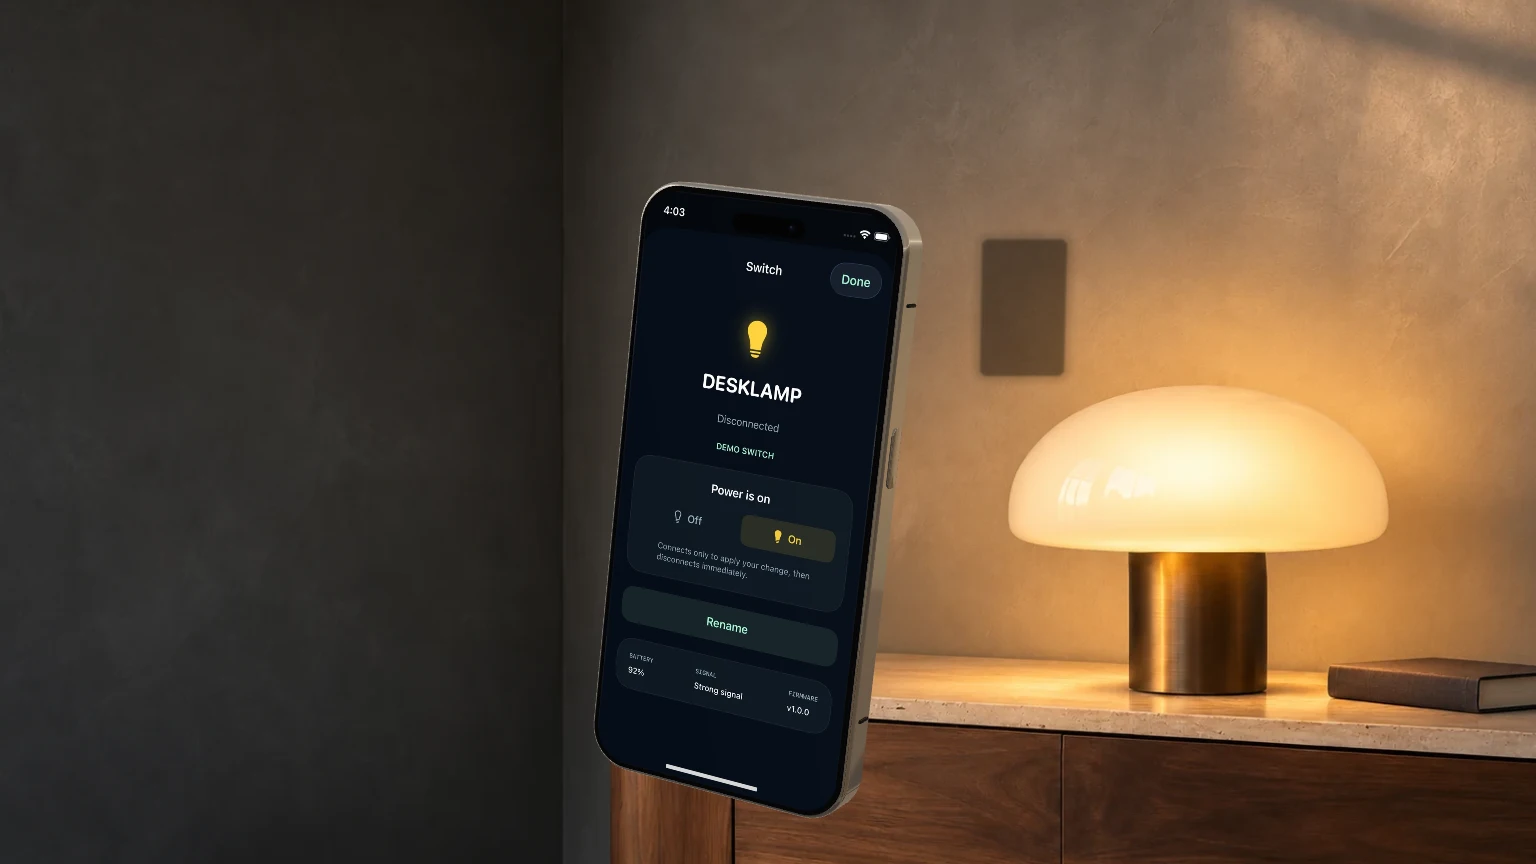 4:03
Switch
Done
DESKLAMP
Disconnected
DEMO SWITCH
Power is on
Off
On
Connects only to apply your change, then
disconnects immediately.
Rename
BATTERY
92%
SIGNAL
Strong signal
FIRMWARE
v1.0.0